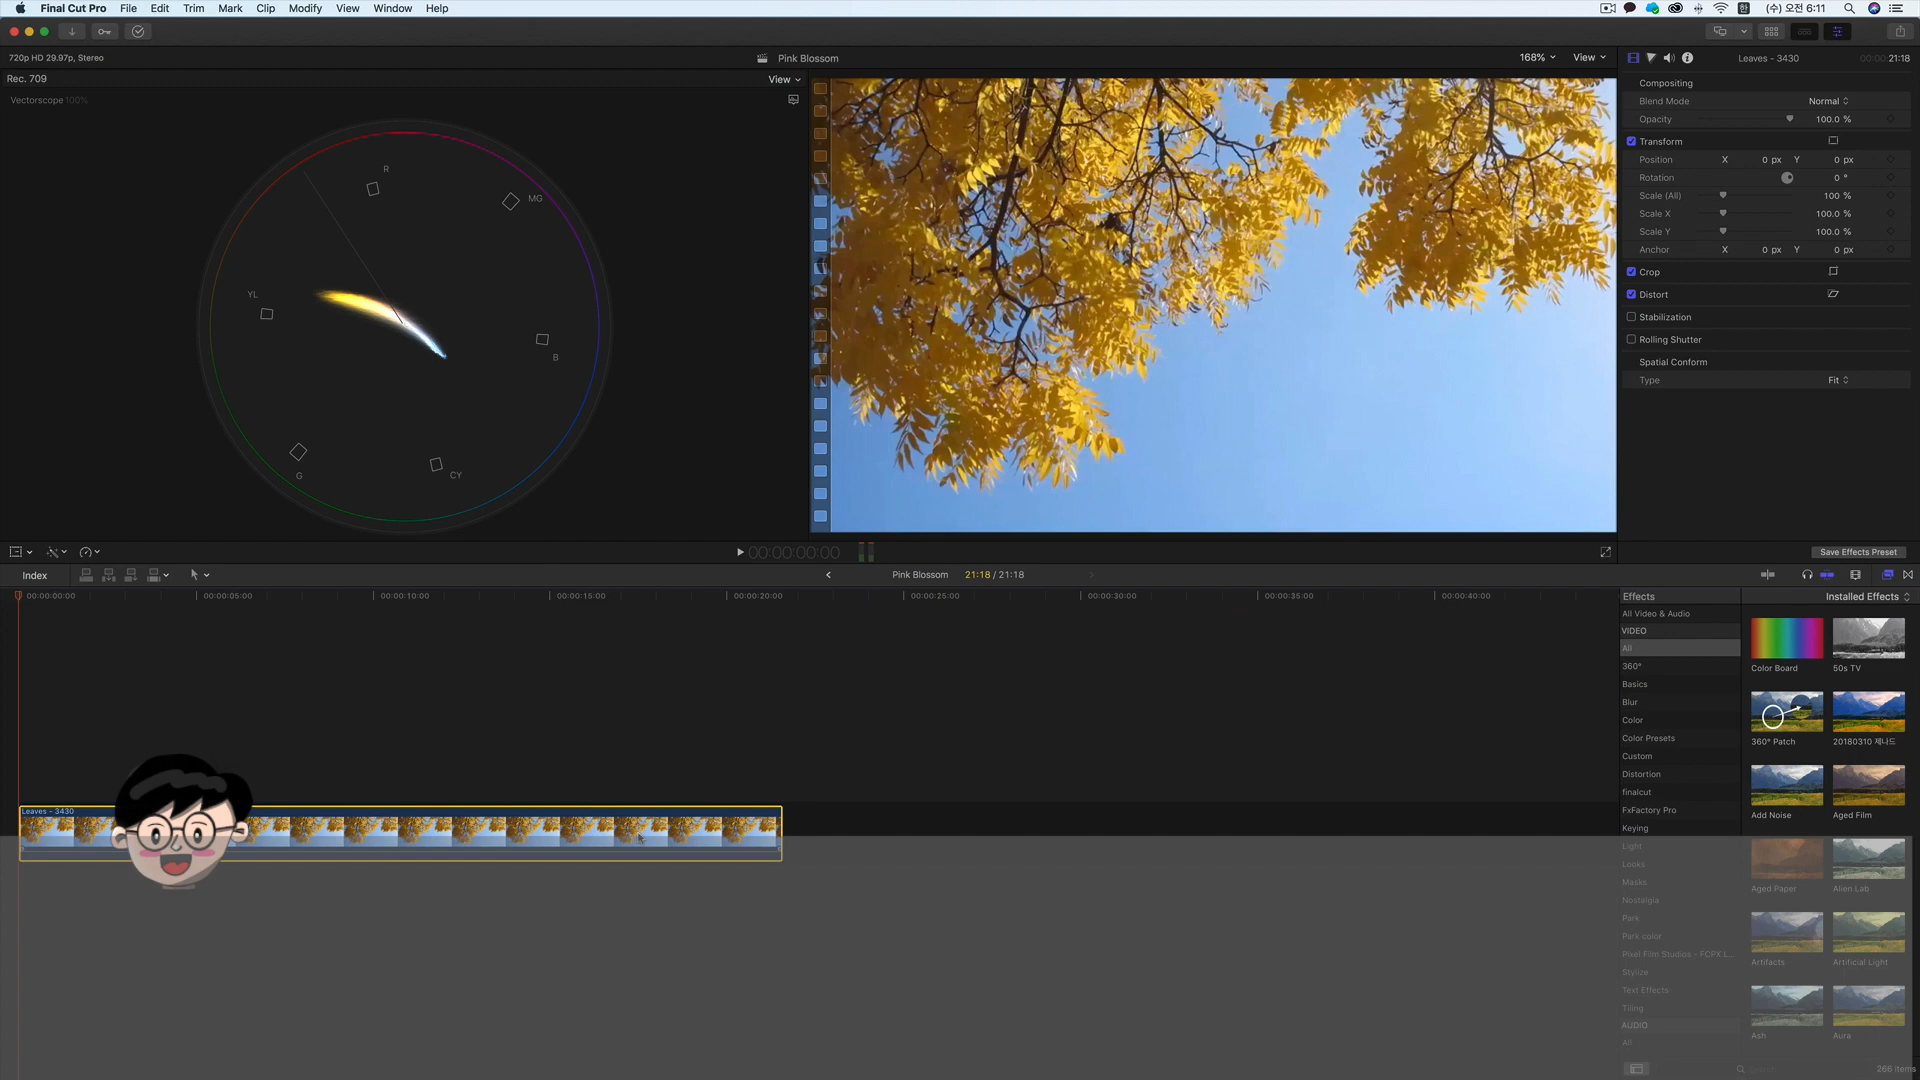 Final Cut Pro File Edit Trim Mark Clip Modify View Window Help
한 (수) 오전 6:11
720p HD 29.97p, Stereo
Pink Blossom
168% View
Leaves - 3430
00:00:21:18
Rec. 709
View
Vectorscope 100%
R
MG
YL
B
G
CY
Compositing
Blend Mode Normal
Opacity 100.0 %
Transform
Position X 0 px Y 0 px
Rotation 0 °
Scale (All) 100 %
Scale X 100.0 %
Scale Y 100.0 %
Anchor X 0 px Y 0 px
Crop
Distort
Stabilization
Rolling Shutter
Spatial Conform
Type Fit
00:00:00:00
Save Effects Preset
Index
Pink Blossom 21:18 / 21:18
00:00:00:00 00:00:05:00 00:00:10:00 00:00:15:00 00:00:20:00 00:00:25:00 00:00:30:00 00:00:35:00 00:00:40:00
Leaves - 3430
Effects
Installed Effects
All Video & Audio
VIDEO
All
360°
Basics
Blur
Color
Color Presets
Custom
Distortion
finalcut
FxFactory Pro
Keying
Light
Looks
Masks
Nostalgia
Park
Park color
Pixel Film Studios - FCPX L...
Stylize
Text Effects
Tiling
AUDIO
All
Color Board
50s TV
360° Patch
20180310 제나드
Add Noise
Aged Film
Aged Paper
Alien Lab
Artifacts
Artificial Light
Ash
Aura
266 items